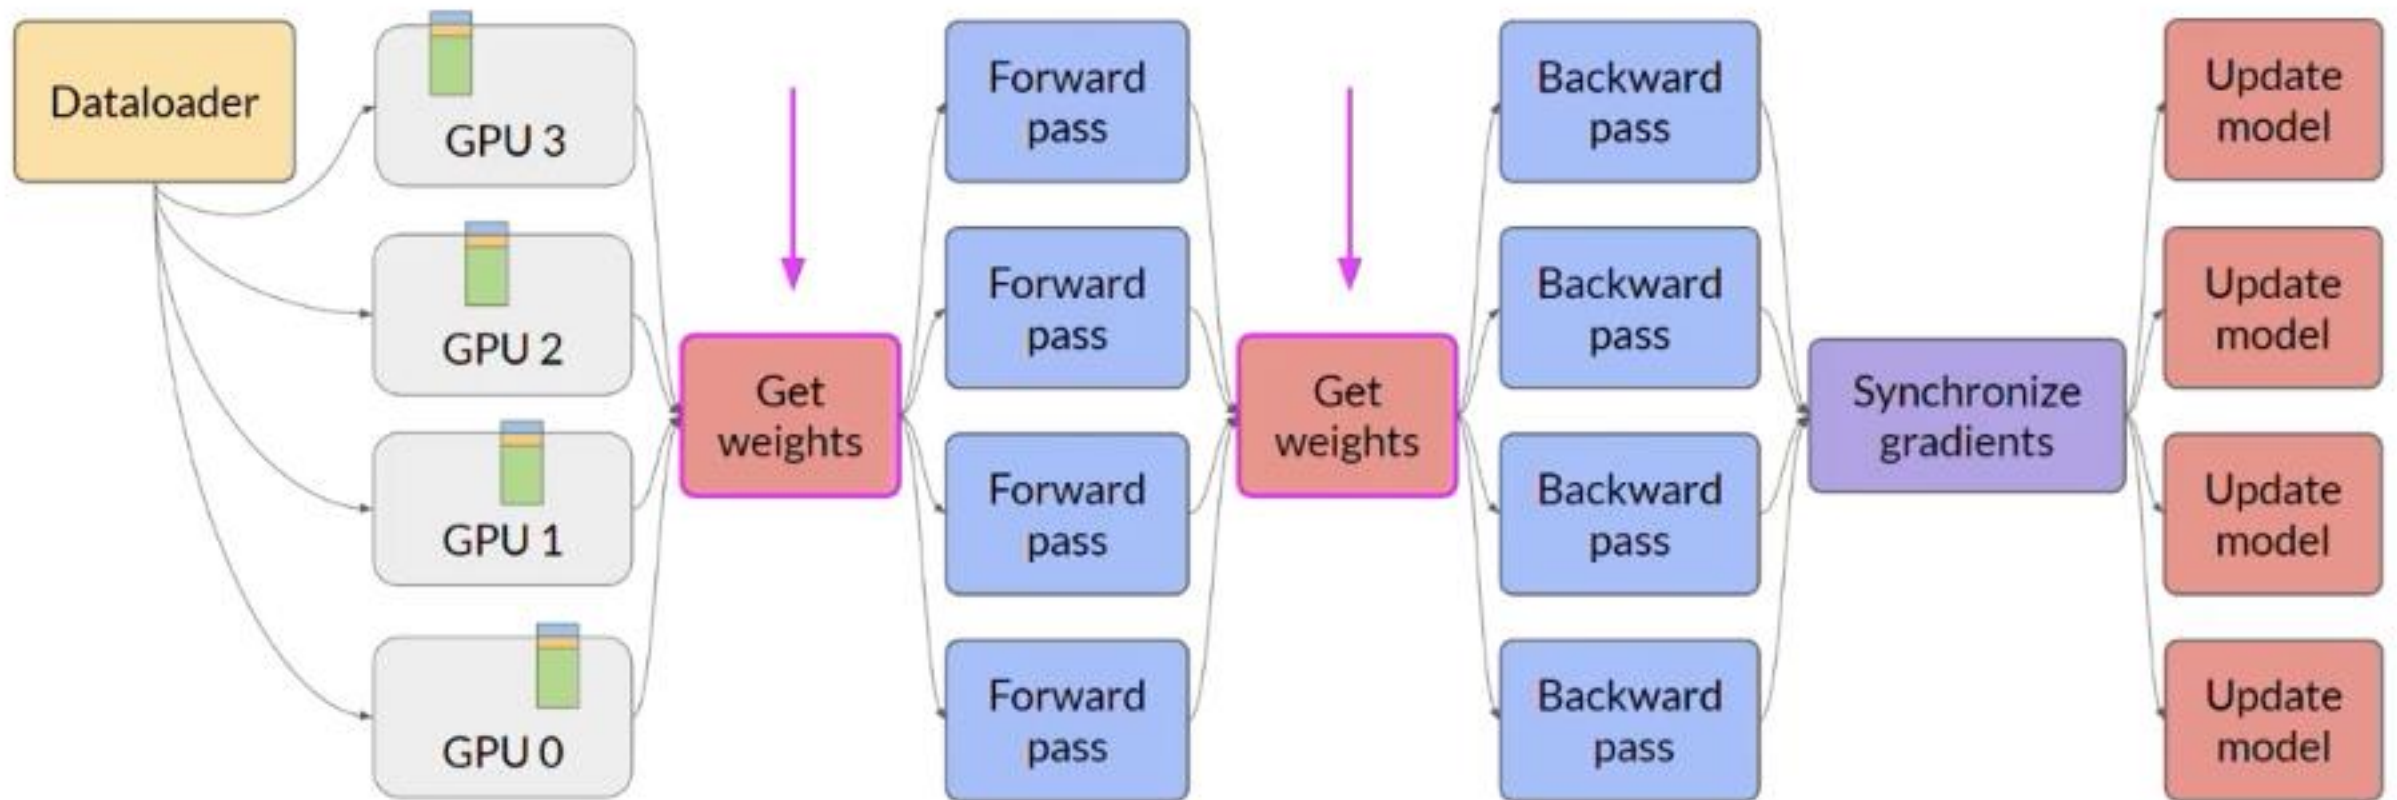 Dataloader
GPU 3
GPU 2
GPU 1
GPU 0
Get
weights
Forward
pass
Forward
pass
Forward
pass
Forward
pass
Get
weights
Backward
pass
Backward
pass
Backward
pass
Backward
pass
Synchronize
gradients
Update
model
Update
model
Update
model
Update
model